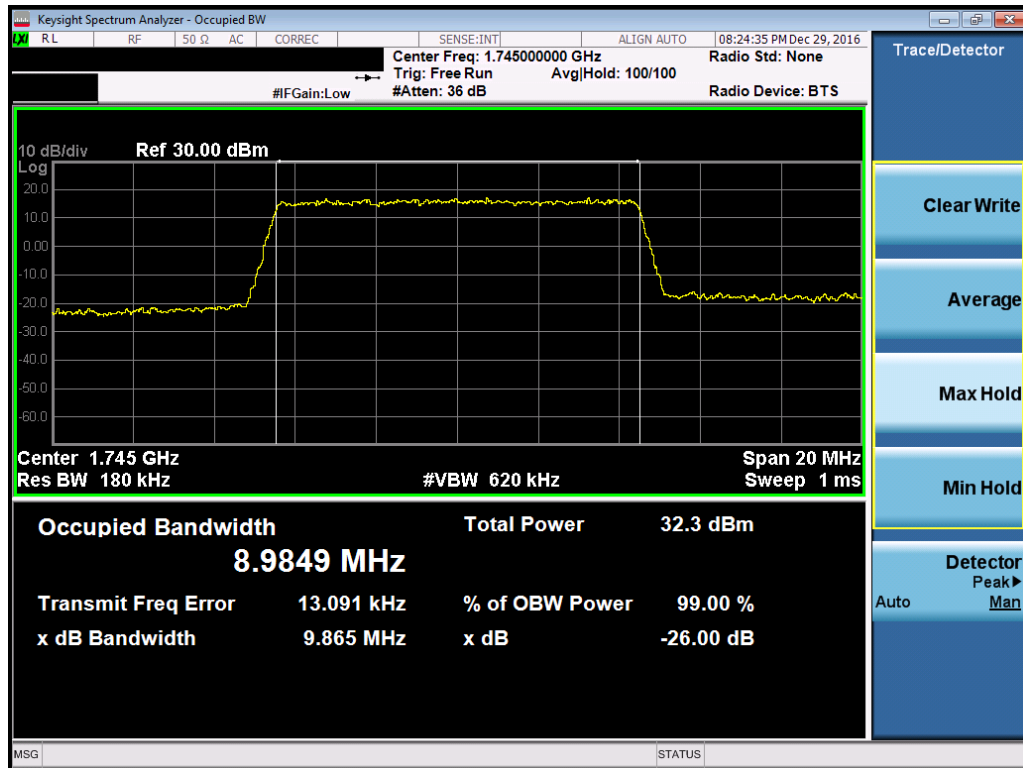 Keysight Spectrum Analyzer - Occupied BW
LXI RL RF 50 Ω AC CORREC SENSE:INT ALIGN AUTO 08:24:35 PM Dec 29, 2016
Center Freq: 1.745000000 GHz Radio Std: None
Trig: Free Run Avg|Hold: 100/100
#IFGain:Low #Atten: 36 dB Radio Device: BTS
10 dB/div Ref 30.00 dBm
Log
20.0
10.0
0.00
-10.0
-20.0
-30.0
-40.0
-50.0
-60.0
Center 1.745 GHz Span 20 MHz
Res BW 180 kHz #VBW 620 kHz Sweep 1 ms
Occupied Bandwidth Total Power 32.3 dBm
8.9849 MHz
Transmit Freq Error 13.091 kHz % of OBW Power 99.00 %
x dB Bandwidth 9.865 MHz x dB -26.00 dB
MSG STATUS
Trace/Detector
Clear Write
Average
Max Hold
Min Hold
Detector
Peak▶
Auto Man